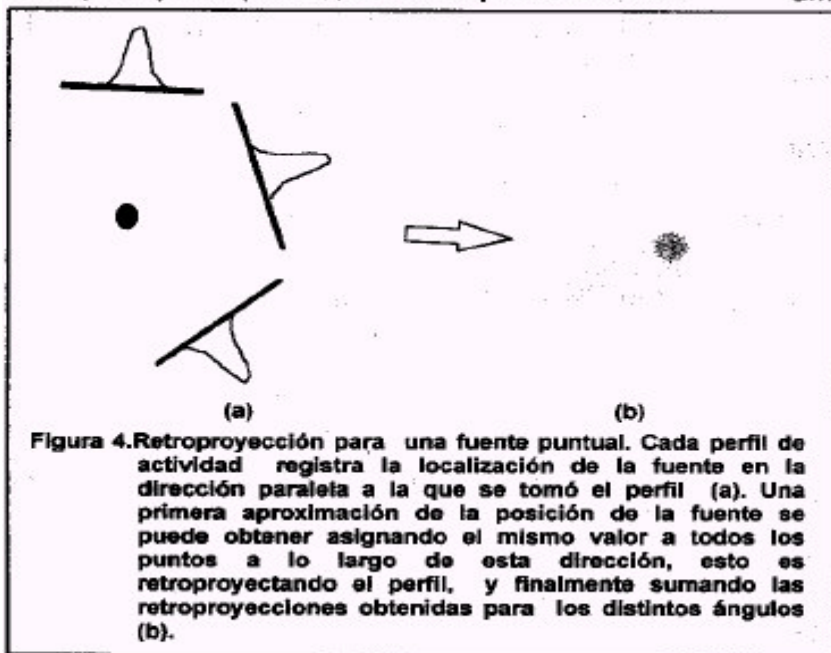 (a) (b)
Figura 4.Retroproyección para una fuente puntual. Cada perfil de
actividad registra la localización de la fuente en la
dirección paralela a la que se tomó el perfil (a). Una
primera aproximación de la posición de la fuente se
puede obtener asignando el mismo valor a todos los
puntos a lo largo de esta dirección, esto es
retroproyectando el perfil, y finalmente sumando las
retroproyecciones obtenidas para los distintos ángulos
(b).